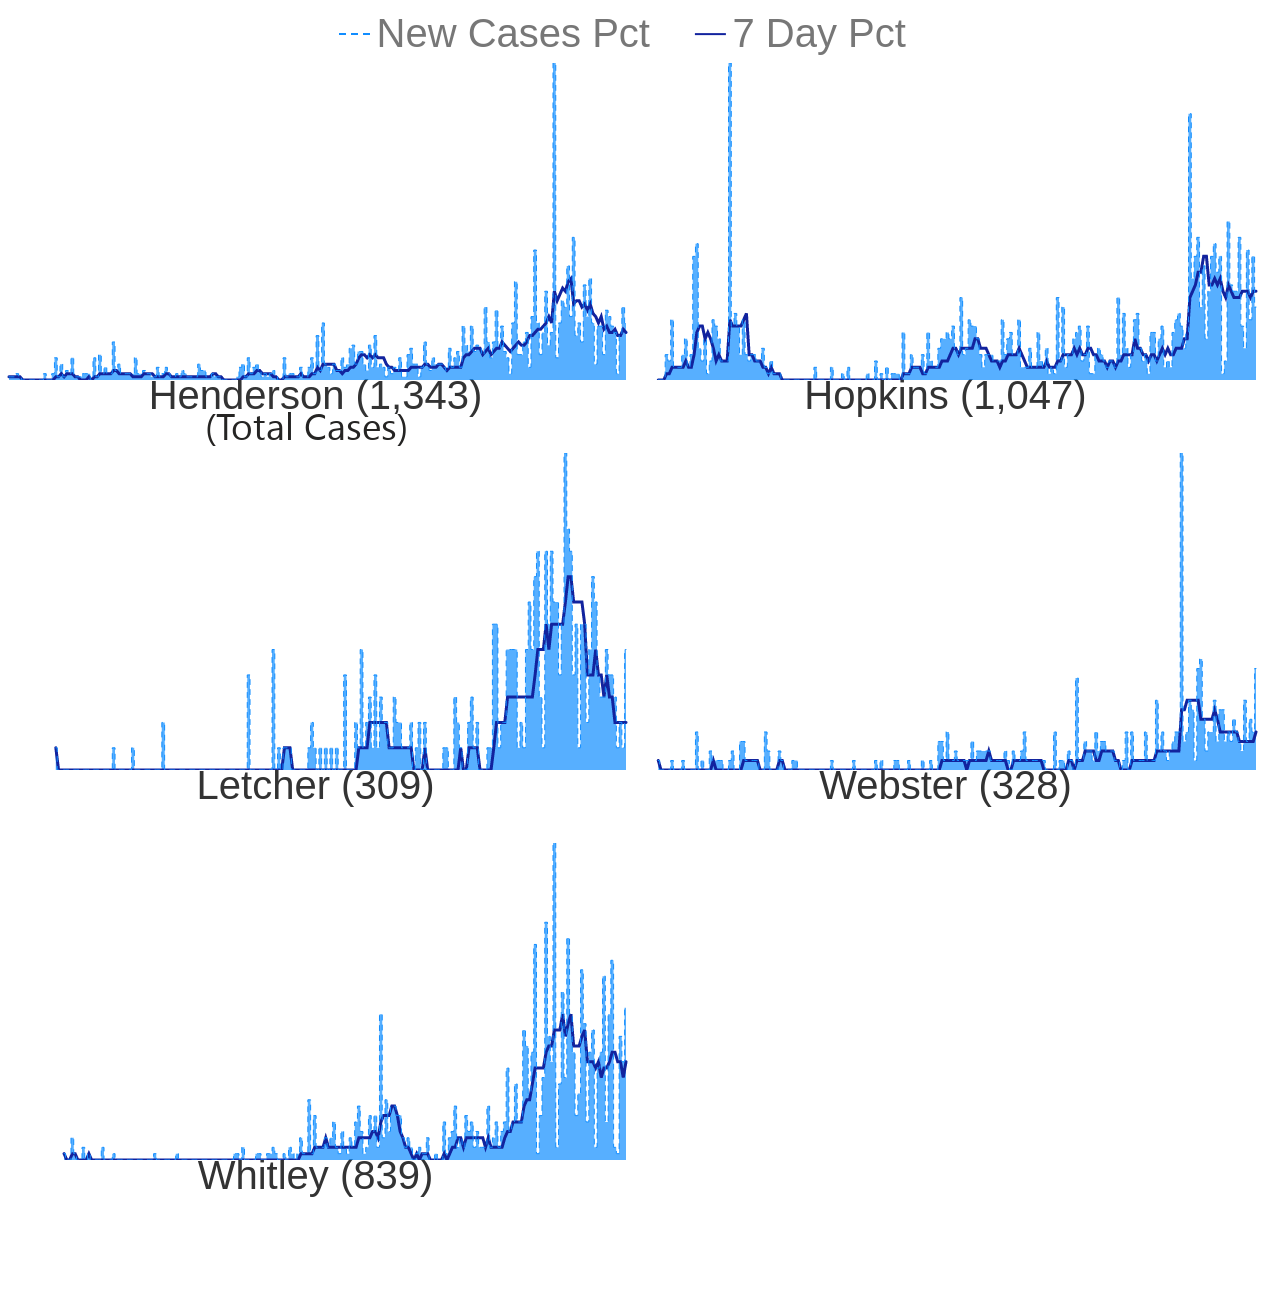 New Cases Pct 7 Day Pct
Henderson (1,343) Hopkins (1,047)
(Total Cases)
Letcher (309) Webster (328)
Whitley (839)